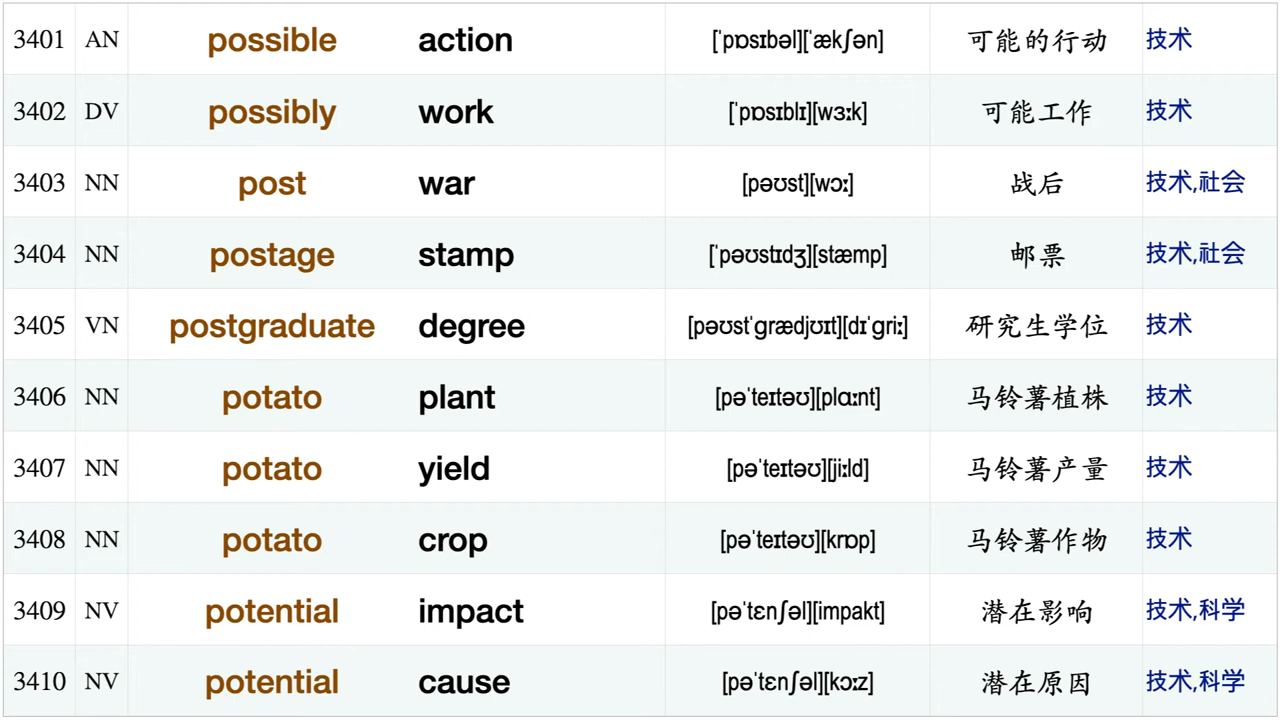 3401 AN possible action [ˈpɒsɪbəl][ˈækʃən] 可能的行动 技术
3402 DV possibly work [ˈpɒsɪblɪ][wɜːk] 可能工作 技术
3403 NN post war [pəʊst][wɔː] 战后 技术,社会
3404 NN postage stamp [ˈpəʊstɪdʒ][stæmp] 邮票 技术,社会
3405 VN postgraduate degree [pəʊstˈɡrædjʊɪt][dɪˈɡriː] 研究生学位 技术
3406 NN potato plant [pəˈteɪtəʊ][plɑːnt] 马铃薯植株 技术
3407 NN potato yield [pəˈteɪtəʊ][jiːld] 马铃薯产量 技术
3408 NN potato crop [pəˈteɪtəʊ][krɒp] 马铃薯作物 技术
3409 NV potential impact [pəˈtɛnʃəl][impakt] 潜在影响 技术,科学
3410 NV potential cause [pəˈtɛnʃəl][kɔːz] 潜在原因 技术,科学